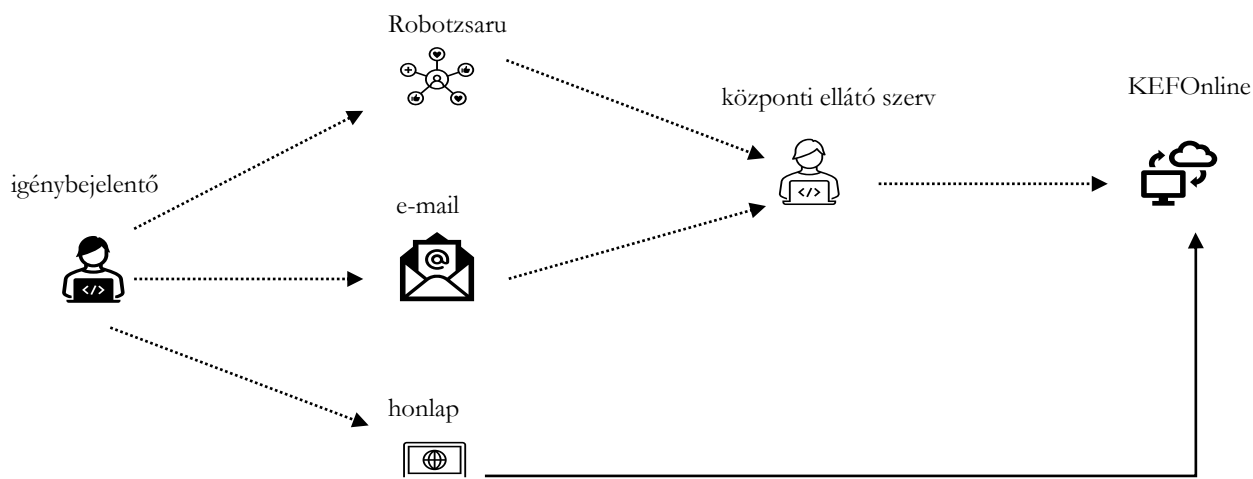 Robotzsaru
KEFOnline
központi ellátó szerv
igénybejelentő
e-mail
@
</>
</>
honlap